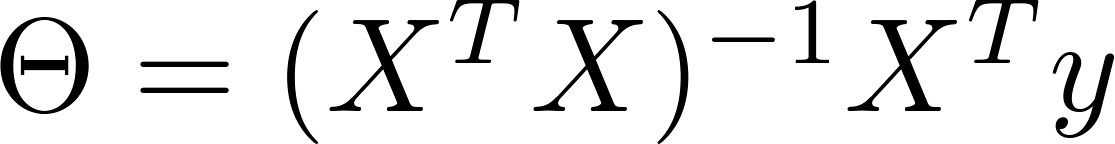 Θ = (X^T X)^{-1} X^T y